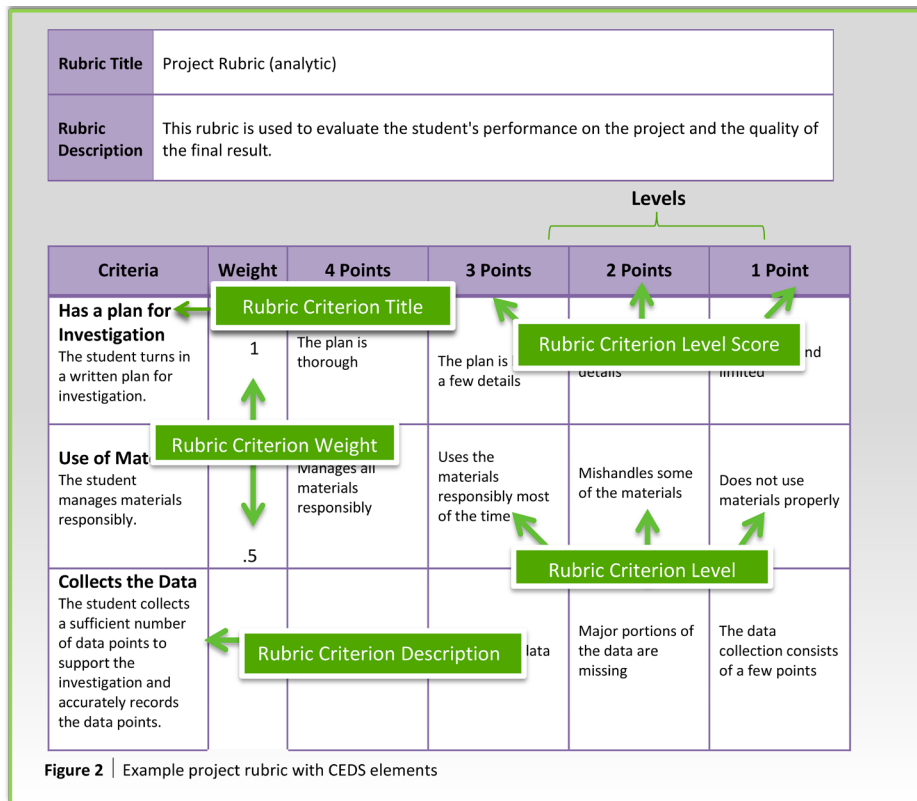 Rubric Title
Project Rubric (analytic)
Rubric
Description
This rubric is used to evaluate the student's performance on the project and the quality of
the final result.
Levels
Criteria
Weight
4 Points
3 Points
2 Points
1 Point
Has a plan for
Investigation
The student turns in
a written plan for
investigation.
Rubric Criterion Title
1
The plan is
thorough
The plan is
a few details
Rubric Criterion Level Score
details
limited
Rubric Criterion Weight
Use of
The student
manages materials
responsibly.
.5
Manages all
materials
responsibly
Uses the
materials
responsibly most
of the time
Mishandles some
of the materials
Does not use
materials properly
Rubric Criterion Level
Collects the Data
The student collects
a sufficient number
of data points to
support the
investigation and
accurately records
the data points.
Rubric Criterion Description
data
Major portions of
the data are
missing
The data
collection consists
of a few points
Figure 2 | Example project rubric with CEDS elements